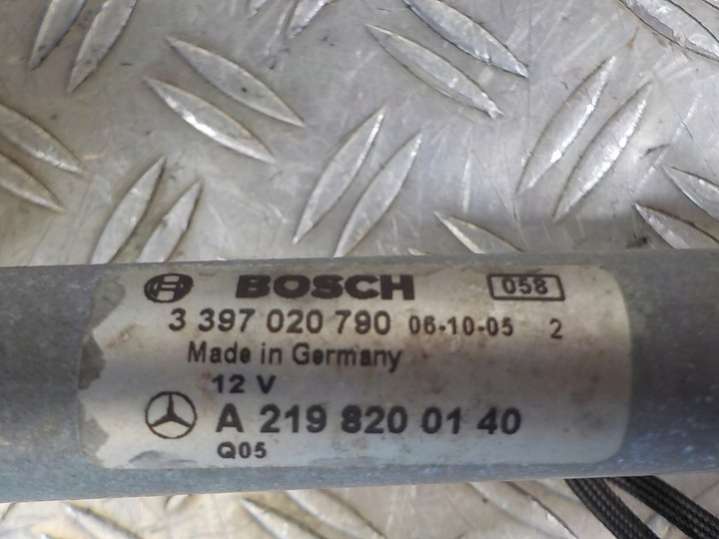 BOSCH 058
3 397 020 790 06-10-05 2
Made in Germany
12 V
A 219 820 01 40
Q05